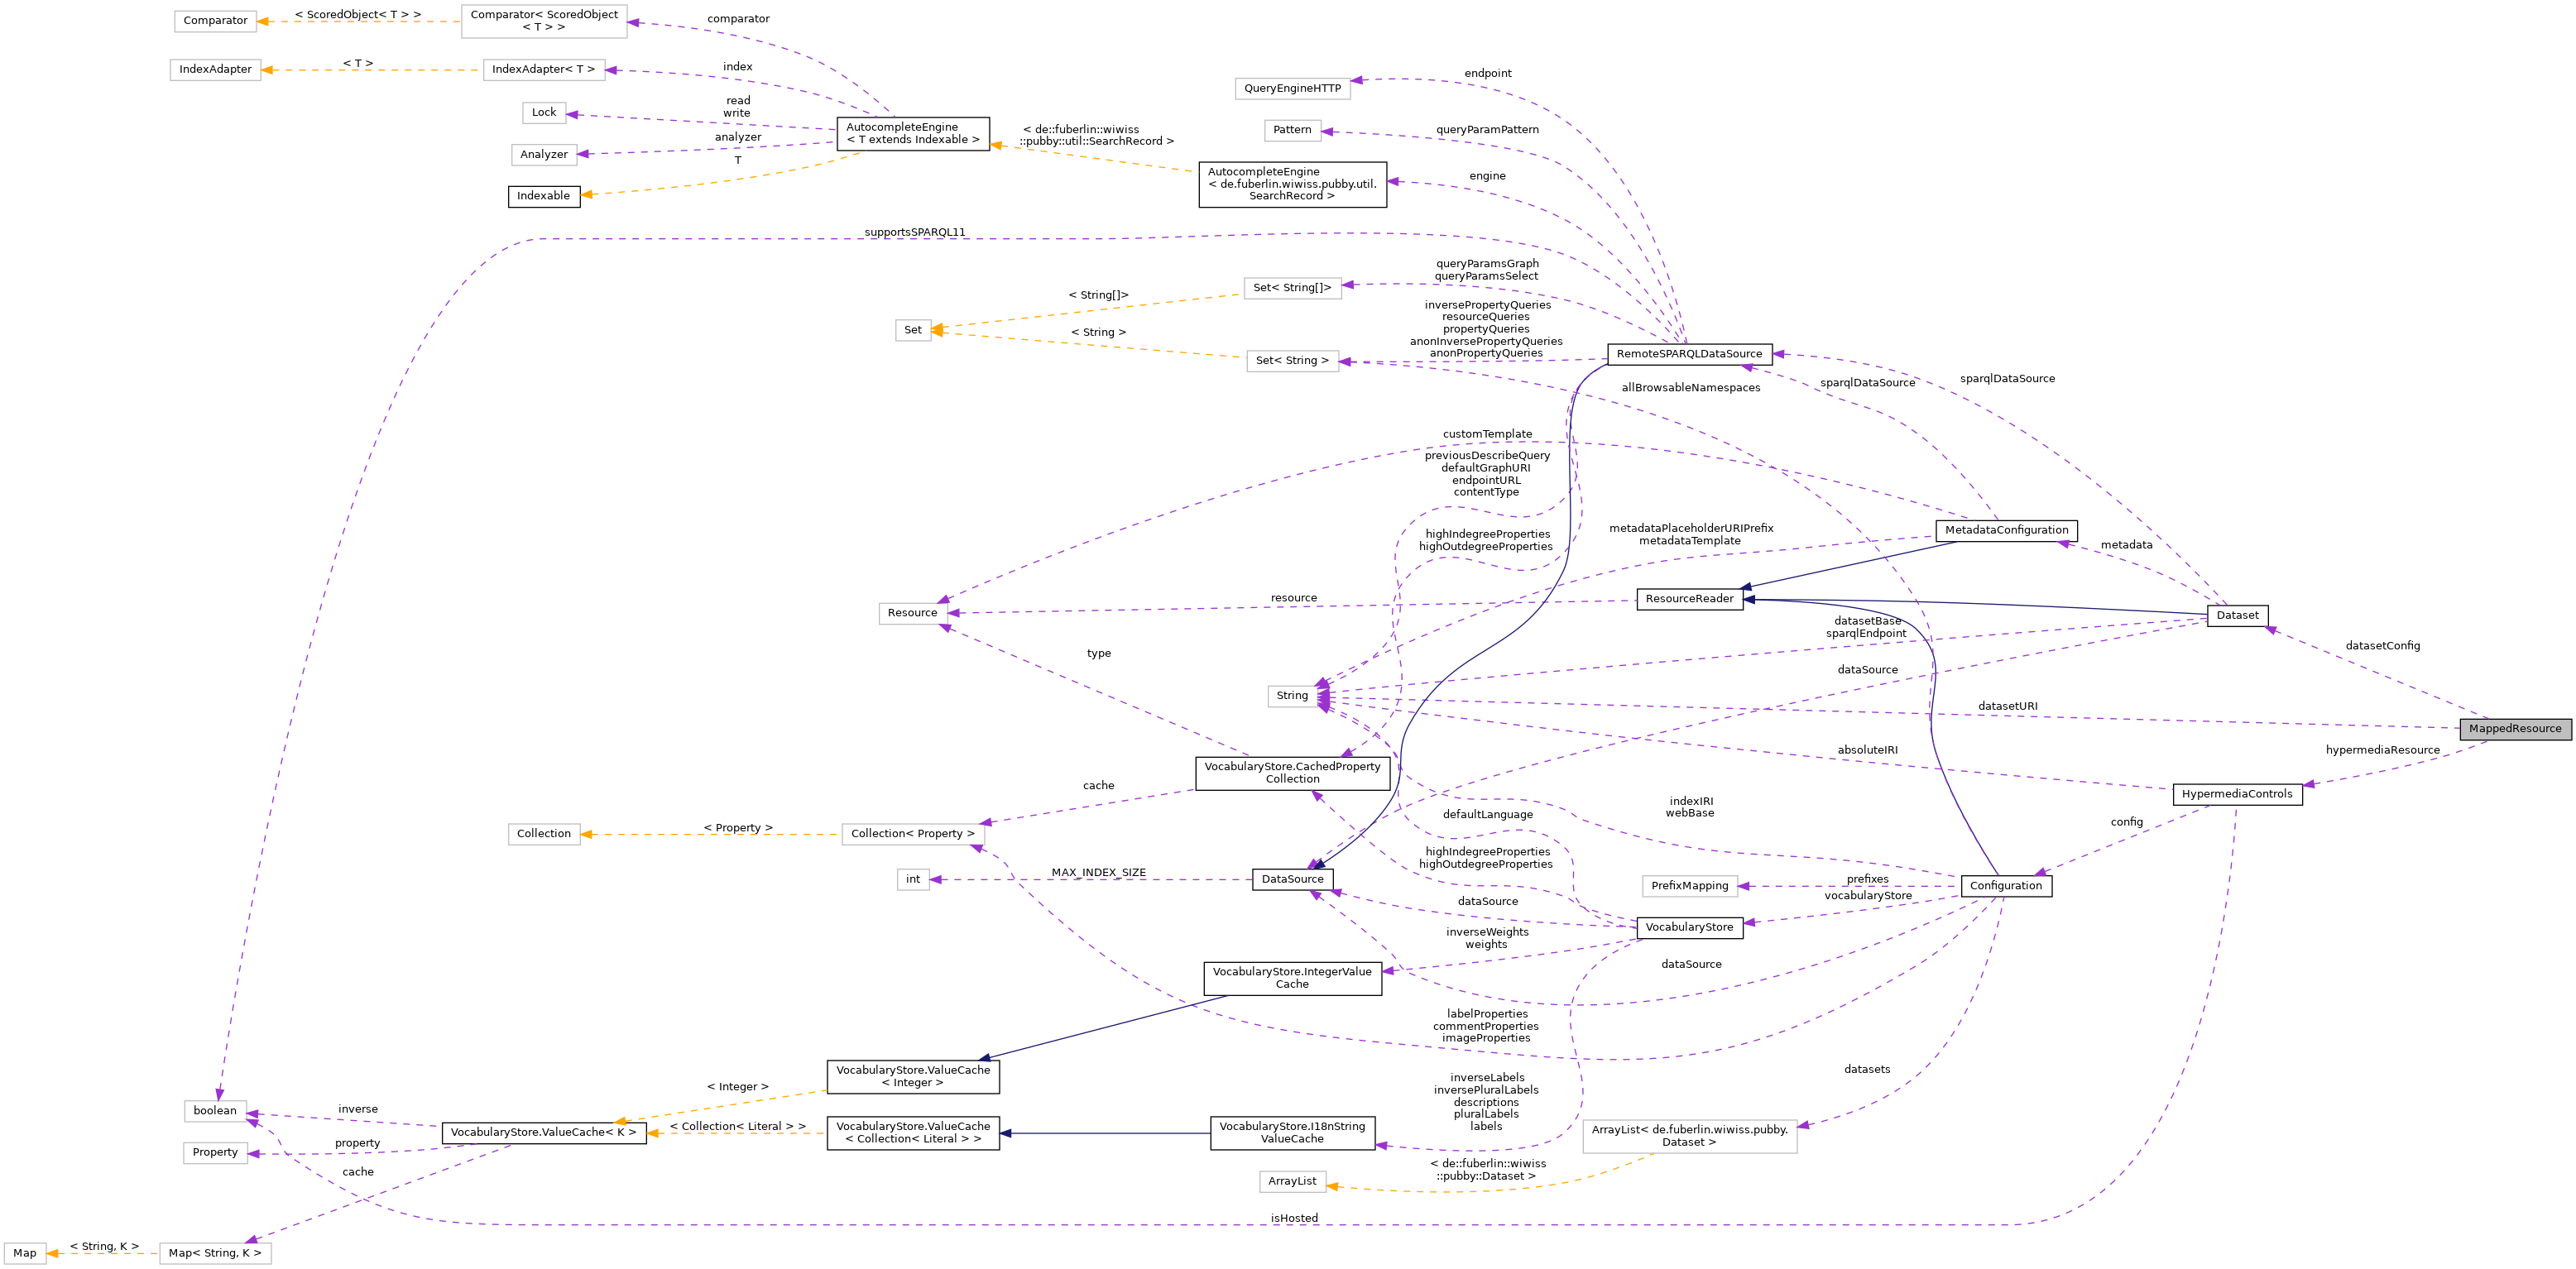 Comparator
< ScoredObject< T > >
Comparator< ScoredObject
< T > >
comparator
IndexAdapter
< T >
IndexAdapter< T >
index
Lock
read
write
Analyzer
analyzer
Indexable
T
AutocompleteEngine
< T extends Indexable >
< de::fuberlin::wiwiss
::pubby::util::SearchRecord >
AutocompleteEngine
< de.fuberlin.wiwiss.pubby.util.
SearchRecord >
QueryEngineHTTP
endpoint
Pattern
queryParamPattern
engine
supportsSPARQL11
Set
< String[]>
< String >
Set< String[]>
queryParamsGraph
queryParamsSelect
Set< String >
inversePropertyQueries
resourceQueries
propertyQueries
anonInversePropertyQueries
anonPropertyQueries
RemoteSPARQLDataSource
allBrowsableNamespaces
sparqlDataSource
sparqlDataSource
customTemplate
previousDescribeQuery
defaultGraphURI
endpointURL
contentType
highIndegreeProperties
highOutdegreeProperties
metadataPlaceholderURIPrefix
metadataTemplate
MetadataConfiguration
metadata
Resource
resource
ResourceReader
Dataset
type
datasetBase
sparqlEndpoint
datasetConfig
dataSource
String
datasetURI
MappedResource
absoluteIRI
hypermediaResource
VocabularyStore.CachedProperty
Collection
cache
HypermediaControls
indexIRI
webBase
defaultLanguage
config
Collection
< Property >
Collection< Property >
highIndegreeProperties
highOutdegreeProperties
int
MAX_INDEX_SIZE
DataSource
PrefixMapping
prefixes
Configuration
vocabularyStore
dataSource
VocabularyStore
inverseWeights
weights
dataSource
VocabularyStore.IntegerValue
Cache
labelProperties
commentProperties
imageProperties
VocabularyStore.ValueCache
< Integer >
< Integer >
datasets
inverseLabels
inversePluralLabels
descriptions
pluralLabels
labels
boolean
inverse
VocabularyStore.ValueCache< K >
< Collection< Literal > >
VocabularyStore.ValueCache
< Collection< Literal > >
VocabularyStore.I18nString
ValueCache
ArrayList< de.fuberlin.wiwiss.pubby.
Dataset >
Property
property
cache
< de::fuberlin::wiwiss
::pubby::Dataset >
ArrayList
isHosted
Map
< String, K >
Map< String, K >